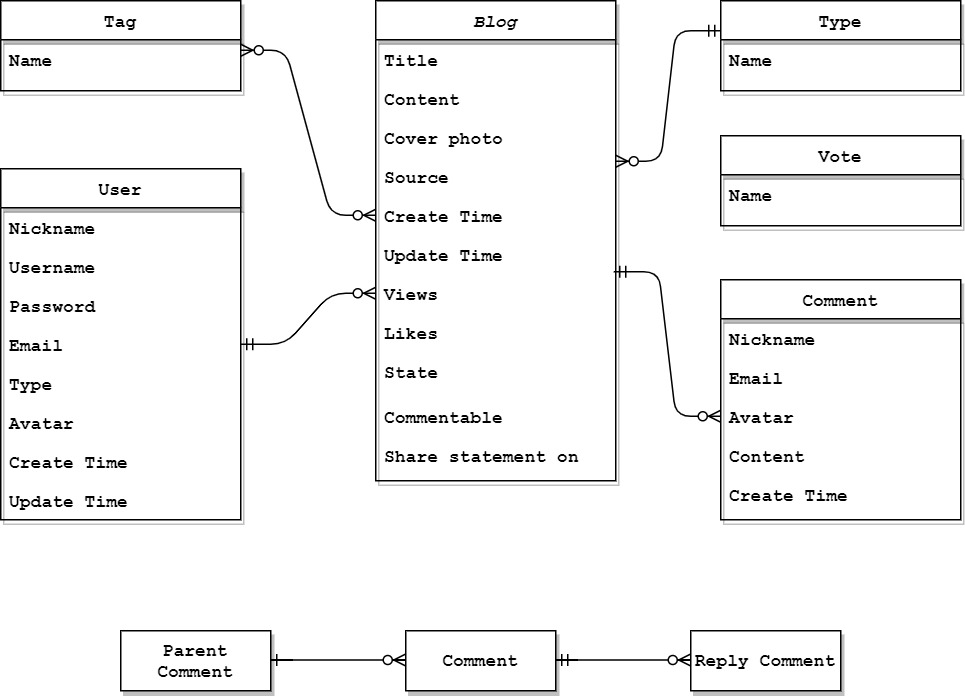 Tag
Name
User
Nickname
Username
Password
Email
Type
Avatar
Create Time
Update Time
Blog
Title
Content
Cover photo
Source
Create Time
Update Time
Views
Likes
State
Commentable
Share statement on
Type
Name
Vote
Name
Comment
Nickname
Email
Avatar
Content
Create Time
Parent
Comment
Comment
Reply Comment